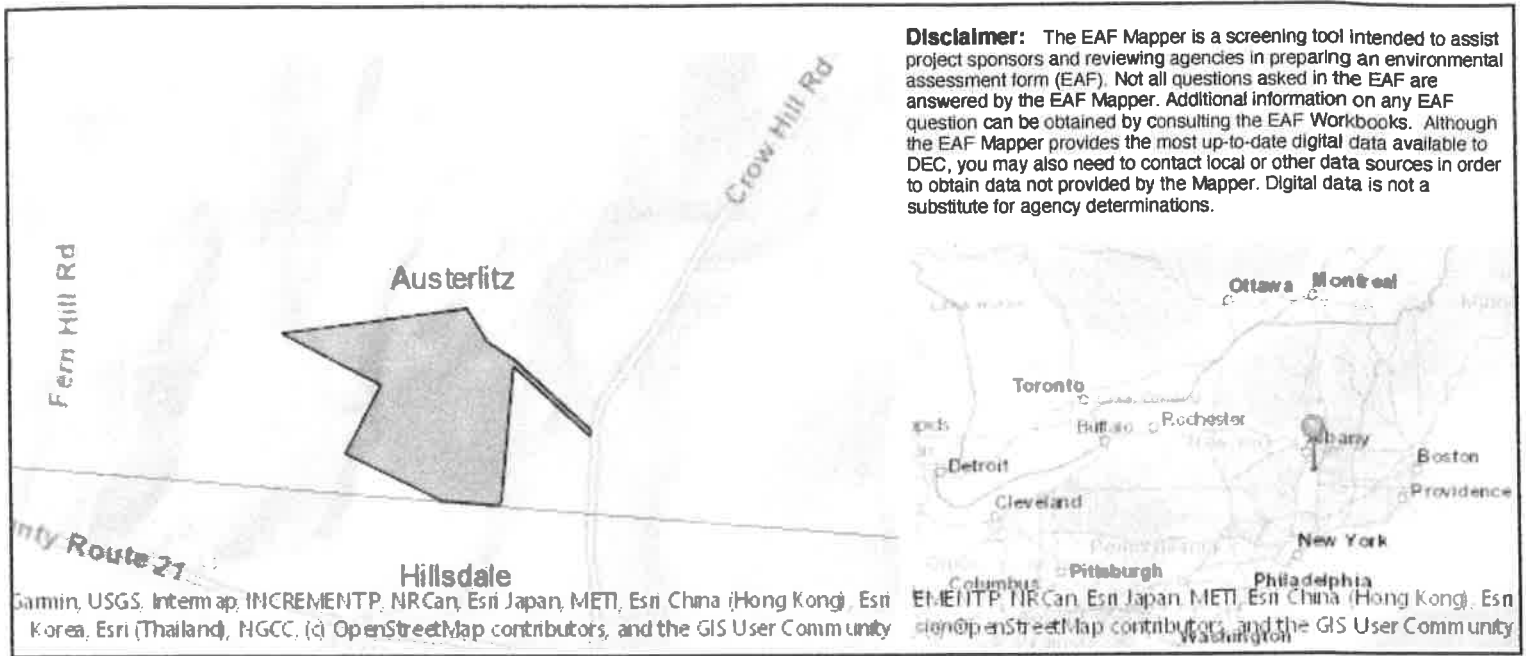 Disclaimer: The EAF Mapper is a screening tool intended to assist
project sponsors and reviewing agencies in preparing an environmental
assessment form (EAF). Not all questions asked in the EAF are
answered by the EAF Mapper. Additional information on any EAF
question can be obtained by consulting the EAF Workbooks. Although
the EAF Mapper provides the most up-to-date digital data available to
DEC, you may also need to contact local or other data sources in order
to obtain data not provided by the Mapper. Digital data is not a
substitute for agency determinations.
Crow Hill Rd
Fern Hill Rd
Austerlitz
Route 21
Hillsdale
Garmin, USGS, Intermap, INCREMENT P, NRCan, Esri Japan, METI, Esri China (Hong Kong), Esri
Korea, Esri (Thailand), NGCC, (c) OpenStreetMap contributors, and the GIS User Community
Ottawa
Montreal
Toronto
Rochester
Buffalo
Detroit
Boston
Providence
Cleveland
New York
Pittsburgh
Columbus
Philadelphia
EMENT P, NRCan, Esri Japan, METI, Esri China (Hong Kong), Esri
OpenStreetMap contributors, and the GIS User Community
Washington